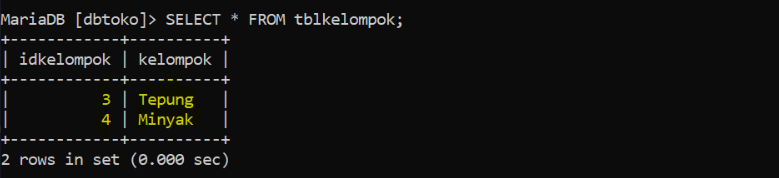 MariaDB [dbtoko]> SELECT * FROM tblkelompok;
+------------+----------+
| idkelompok | kelompok |
+------------+----------+
|          3 | Tepung   |
|          4 | Minyak   |
+------------+----------+
2 rows in set (0.000 sec)